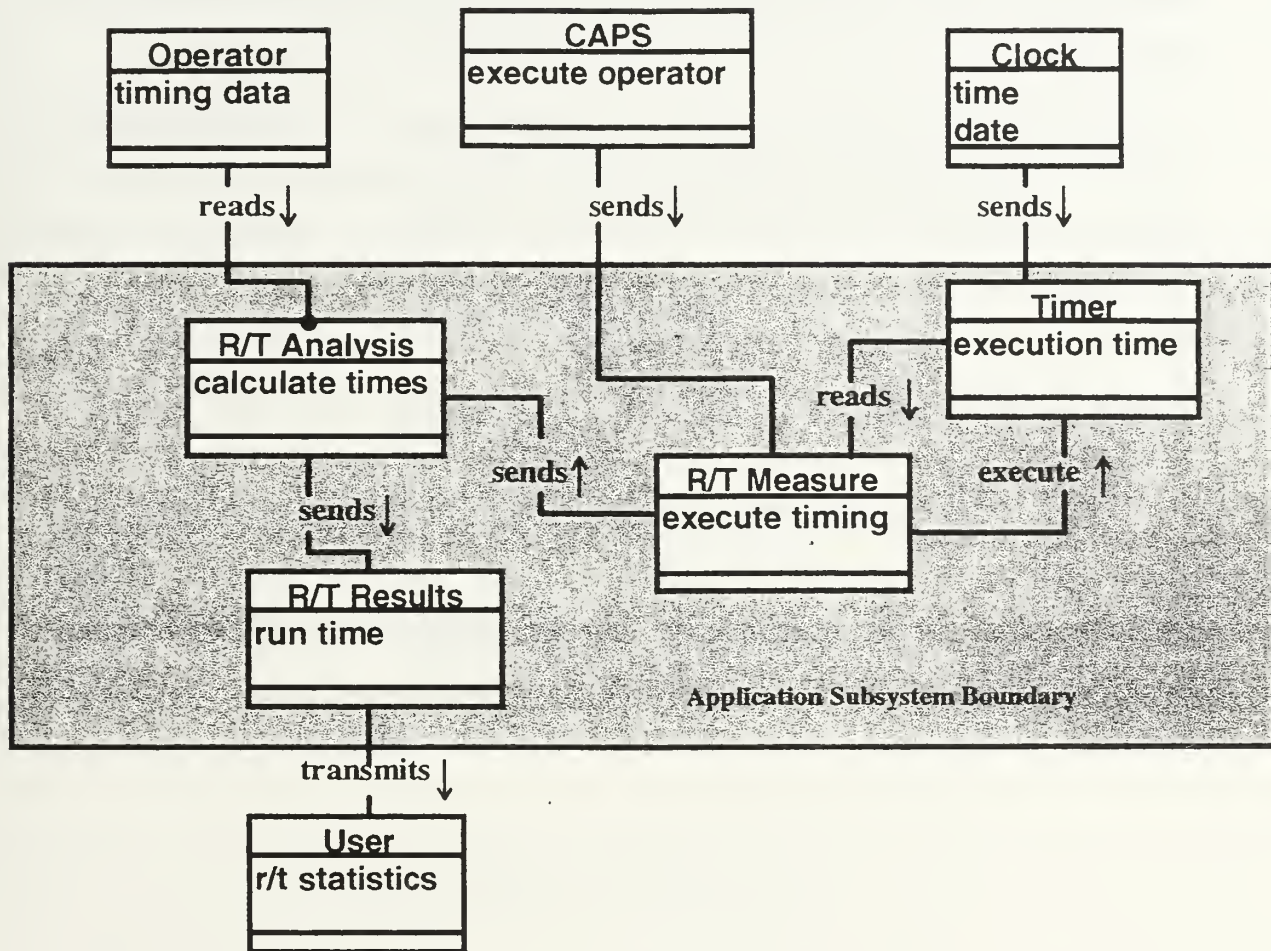 Operator
timing data
CAPS
execute operator
Clock
time
date
reads ↓
sends ↓
sends ↓
R/T Analysis
calculate times
Timer
execution time
reads ↓
sends ↑
R/T Measure
execute timing
execute ↑
sends ↓
R/T Results
run time
Application Subsystem Boundary
transmits ↓
User
r/t statistics